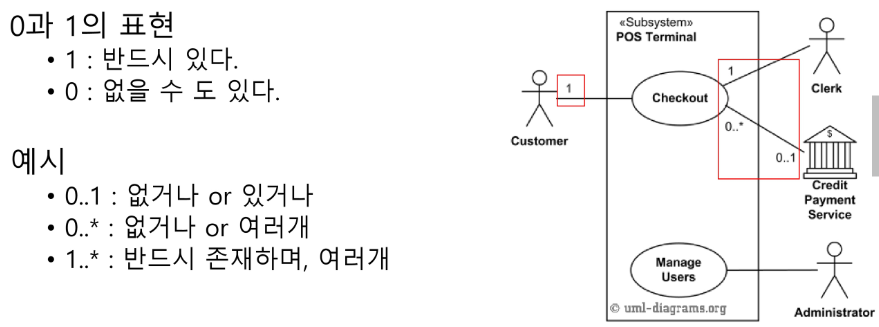 0과 1의 표현
• 1 : 반드시 있다.
• 0 : 없을 수 도 있다.
예시
• 0..1 : 없거나 or 있거나
• 0..* : 없거나 or 여러개
• 1..* : 반드시 존재하며, 여러개
«Subsystem»
POS Terminal
1
Customer
Checkout
1
Clerk
0..*
0..1
$
Credit
Payment
Service
Manage
Users
Administrator
© uml-diagrams.org